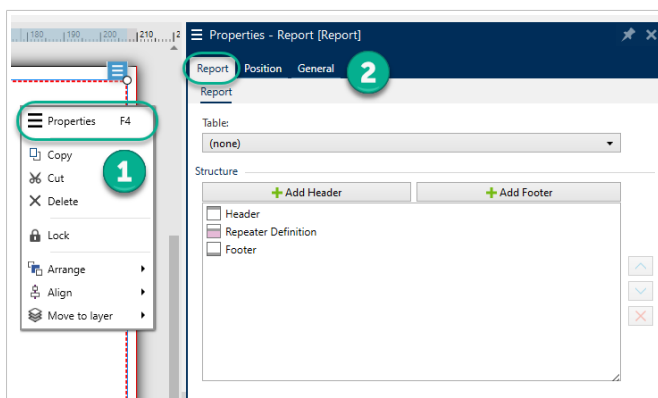 180 190 200 210 2
Properties - Report [Report]
Report Position General
2
Report
Properties F4
Table:
(none)
Copy
1
Structure
Cut
+ Add Header + Add Footer
Delete
Header
Lock
Repeater Definition
Footer
Arrange
Align
Move to layer